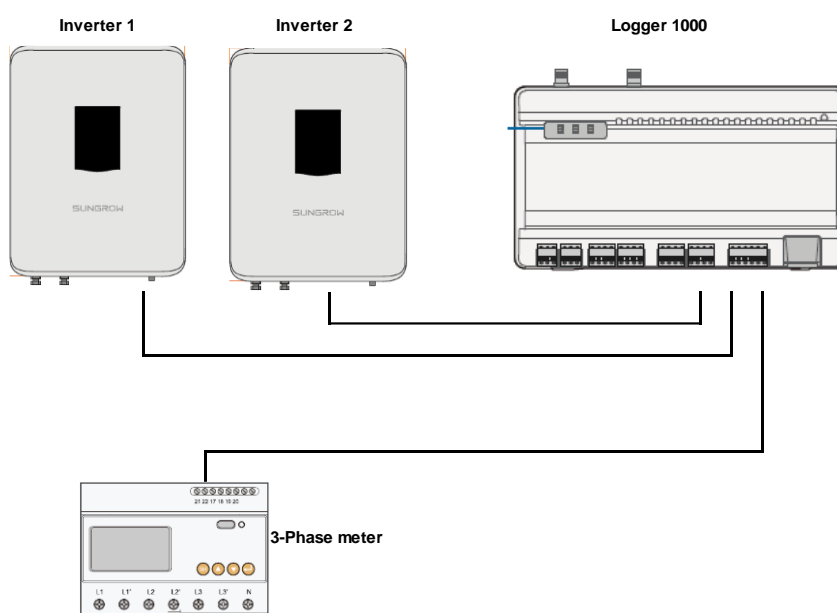 Inverter 1
Inverter 2
Logger 1000
SUNGROW
SUNGROW
21 22 17 18 19 20
3-Phase meter
L1 L1' L2 L2' L3 L3' N